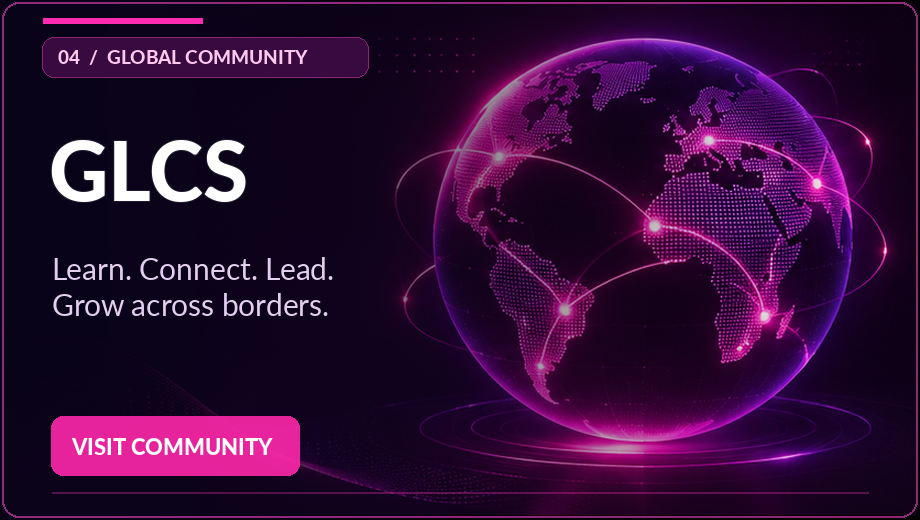 04 / GLOBAL COMMUNITY
GLCS
Learn. Connect. Lead.
Grow across borders.
VISIT COMMUNITY